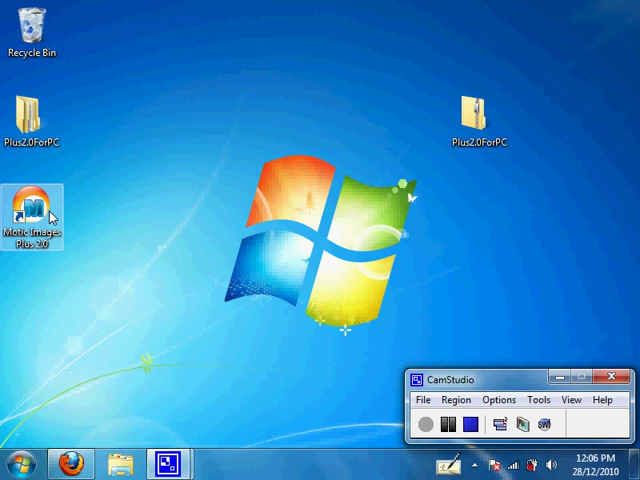 Recycle Bin
Plus2.0ForPC
Plus2.0ForPC
M
Motic Images
Plus 2.0
CamStudio
File Region Options Tools View Help
SWF
12:06 PM
28/12/2010